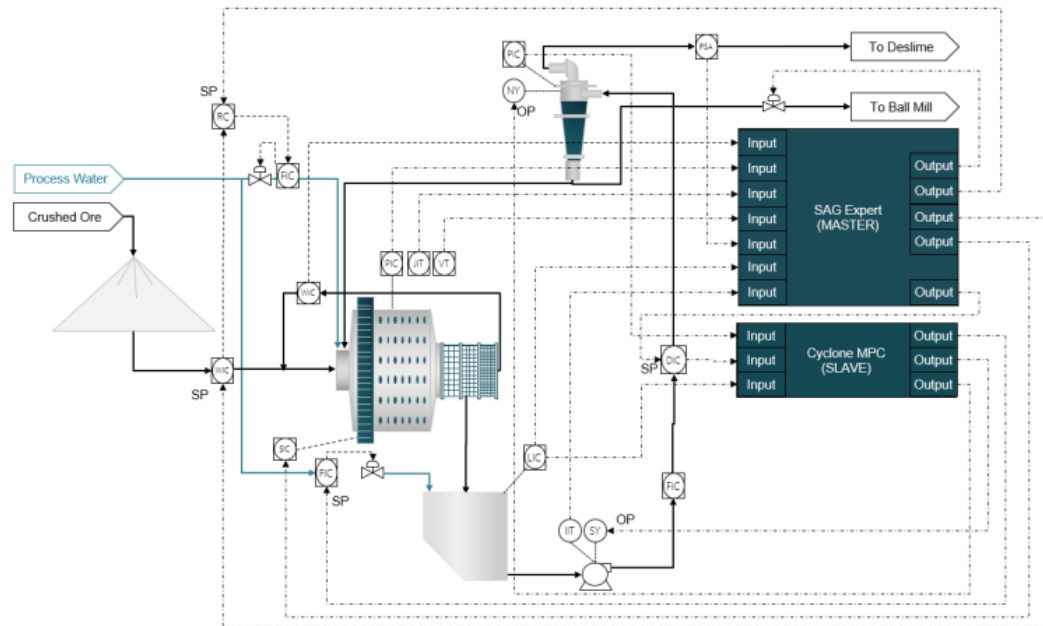 PIC
PSA
To Deslime
NY
OP
To Ball Mill
SP
RC
FIC
Process Water
Crushed Ore
Input
Input
Input
Input
Input
Input
Input
SAG Expert
(MASTER)
Output
Output
Output
Output
Output
PIC
JIT
VT
WIC
WIC
SP
Input
Input
Input
Cyclone MPC
(SLAVE)
Output
Output
Output
DIC
SP
SIC
FIC
SP
LIC
FIC
IIT
SY
OP